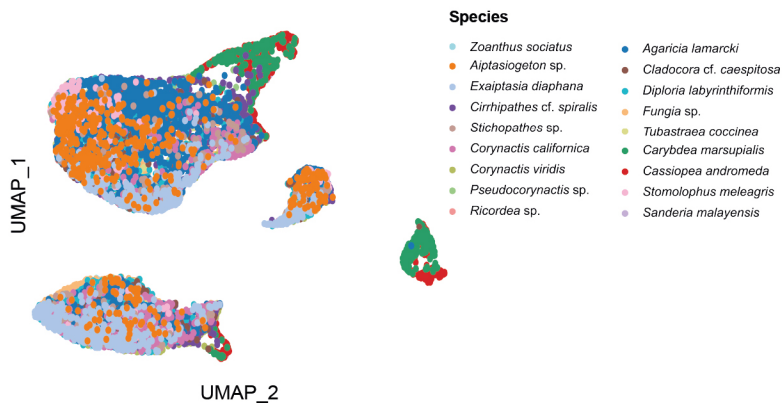 Species
Zoanthus sociatus
Aiptasiogeton sp.
Exaiptasia diaphana
Cirrhipathes cf. spiralis
Stichopathos sp.
Corynactis californica
Corynactis viridis
Pseudocorynactis sp.
Ricordea sp.
Agaricia lamarcki
Cladocora cf. caespitosa
Diploria labyrinthiformis
Fungia sp.
Tubastraea coccinea
Carybdea marsupialis
Cassiopea andromeda
Stomolophus meleagris
Sanderia malayensis
UMAP_1
UMAP_2